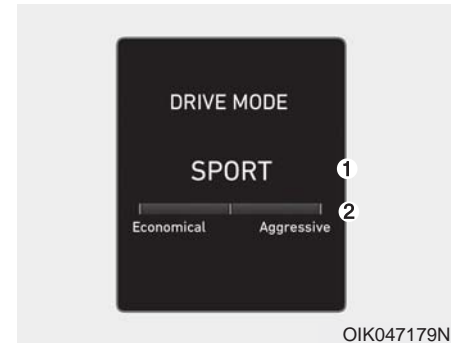 DRIVE MODE
SPORT ①
②
Economical Aggressive
OIK047179N